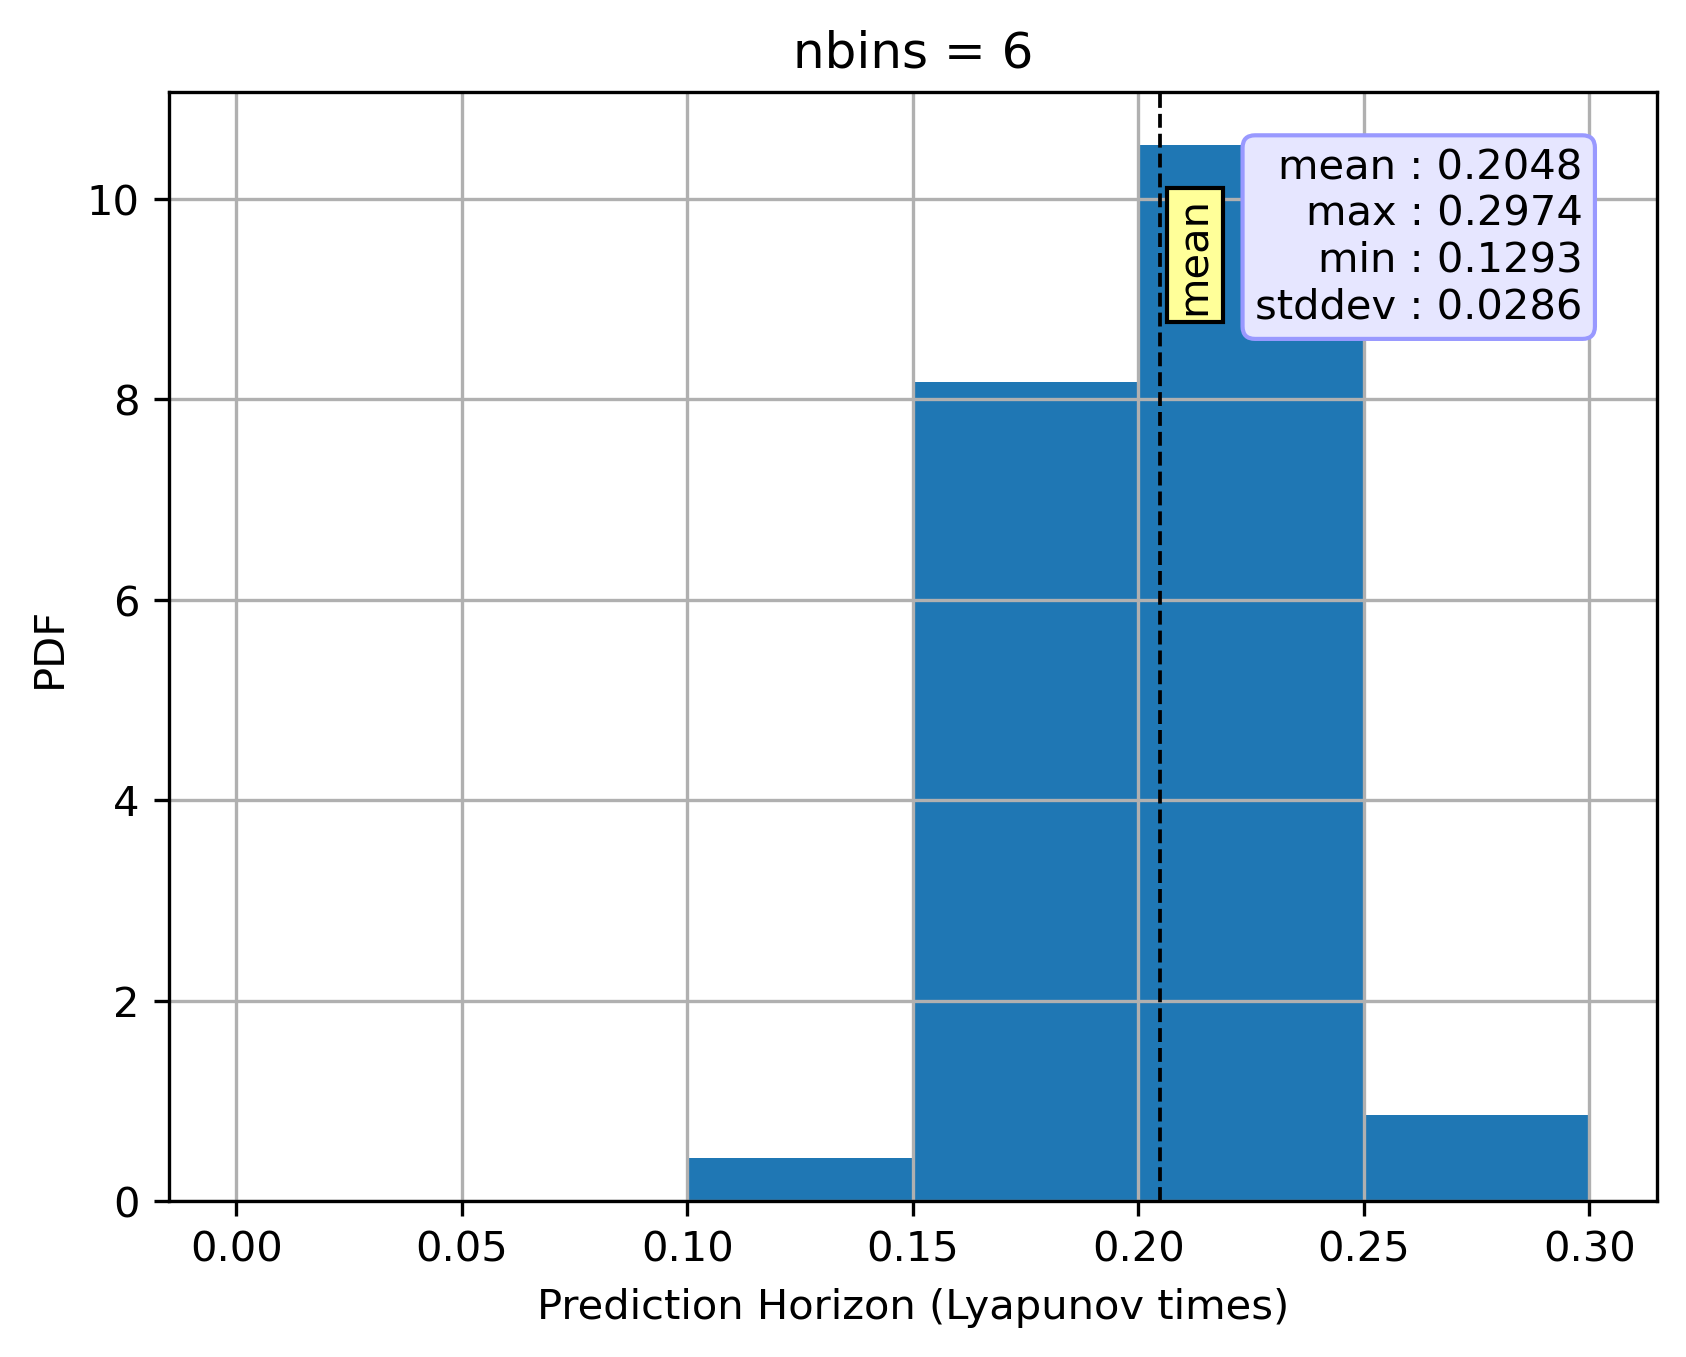 nbins = 6
mean : 0.2048
max : 0.2974
min : 0.1293
stddev : 0.0286
mean
10
8
6
4
2
0
PDF
0.00 0.05 0.10 0.15 0.20 0.25 0.30
Prediction Horizon (Lyapunov times)